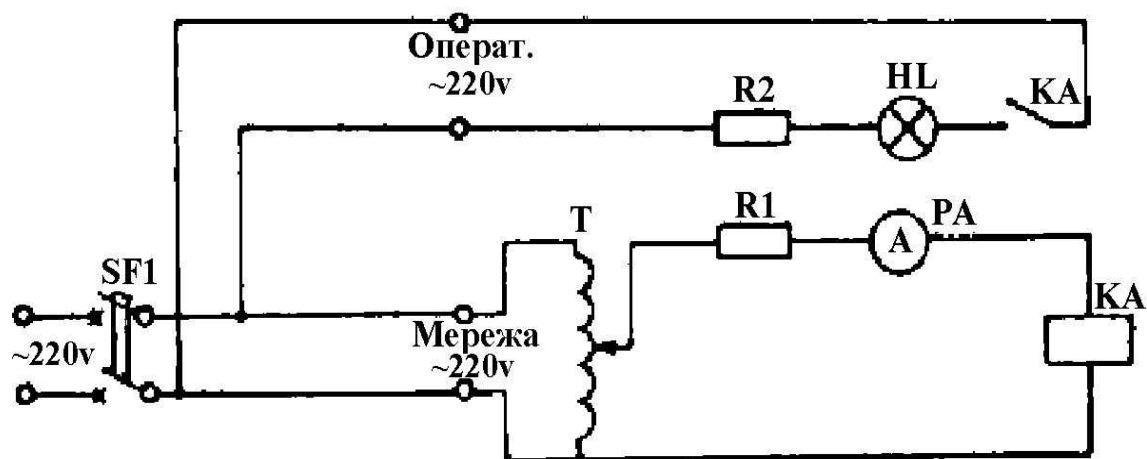 Операт.
~220v
R2
HL
KA
T
R1
PA
A
SF1
KA
~220v
Мережа
~220v